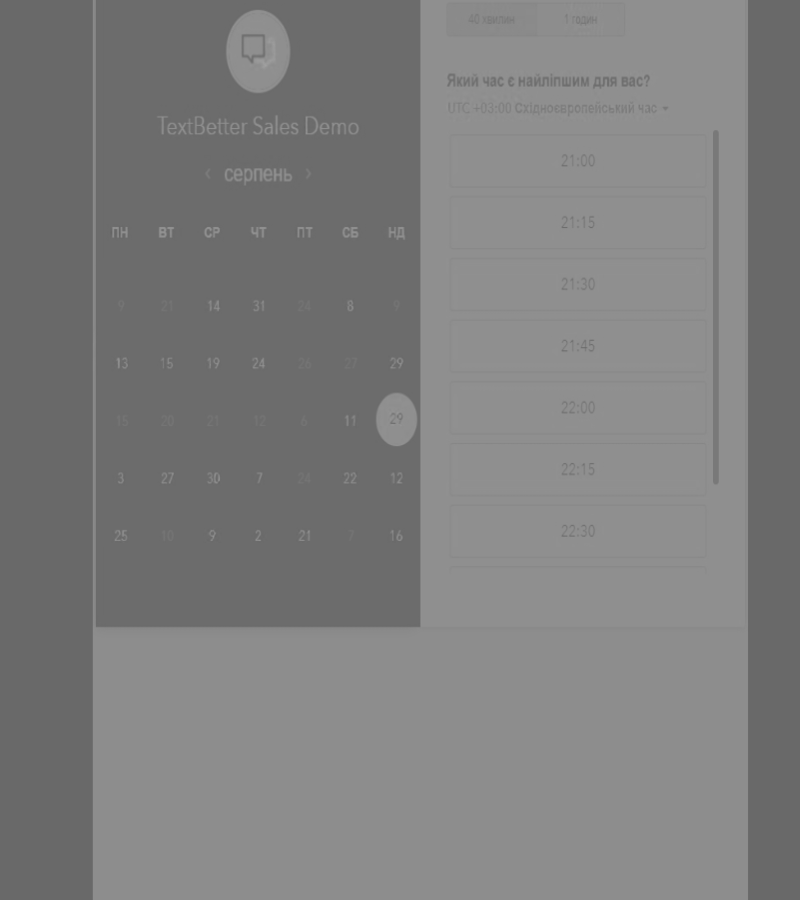 TextBetter Sales Demo
‹ серпень ›
ПН ВТ СР ЧТ ПТ СБ НД
9 21 14 31 24 8 9
13 15 19 24 26 27 29
15 20 21 17 6 11 29
3 27 30 7 24 22 12
25 10 9 2 21 7 16
40 хвилин 1 годин
Який час є найліпшим для вас?
UTC +03:00 Східноєвропейський час
21:00
21:15
21:30
21:45
22:00
22:15
22:30